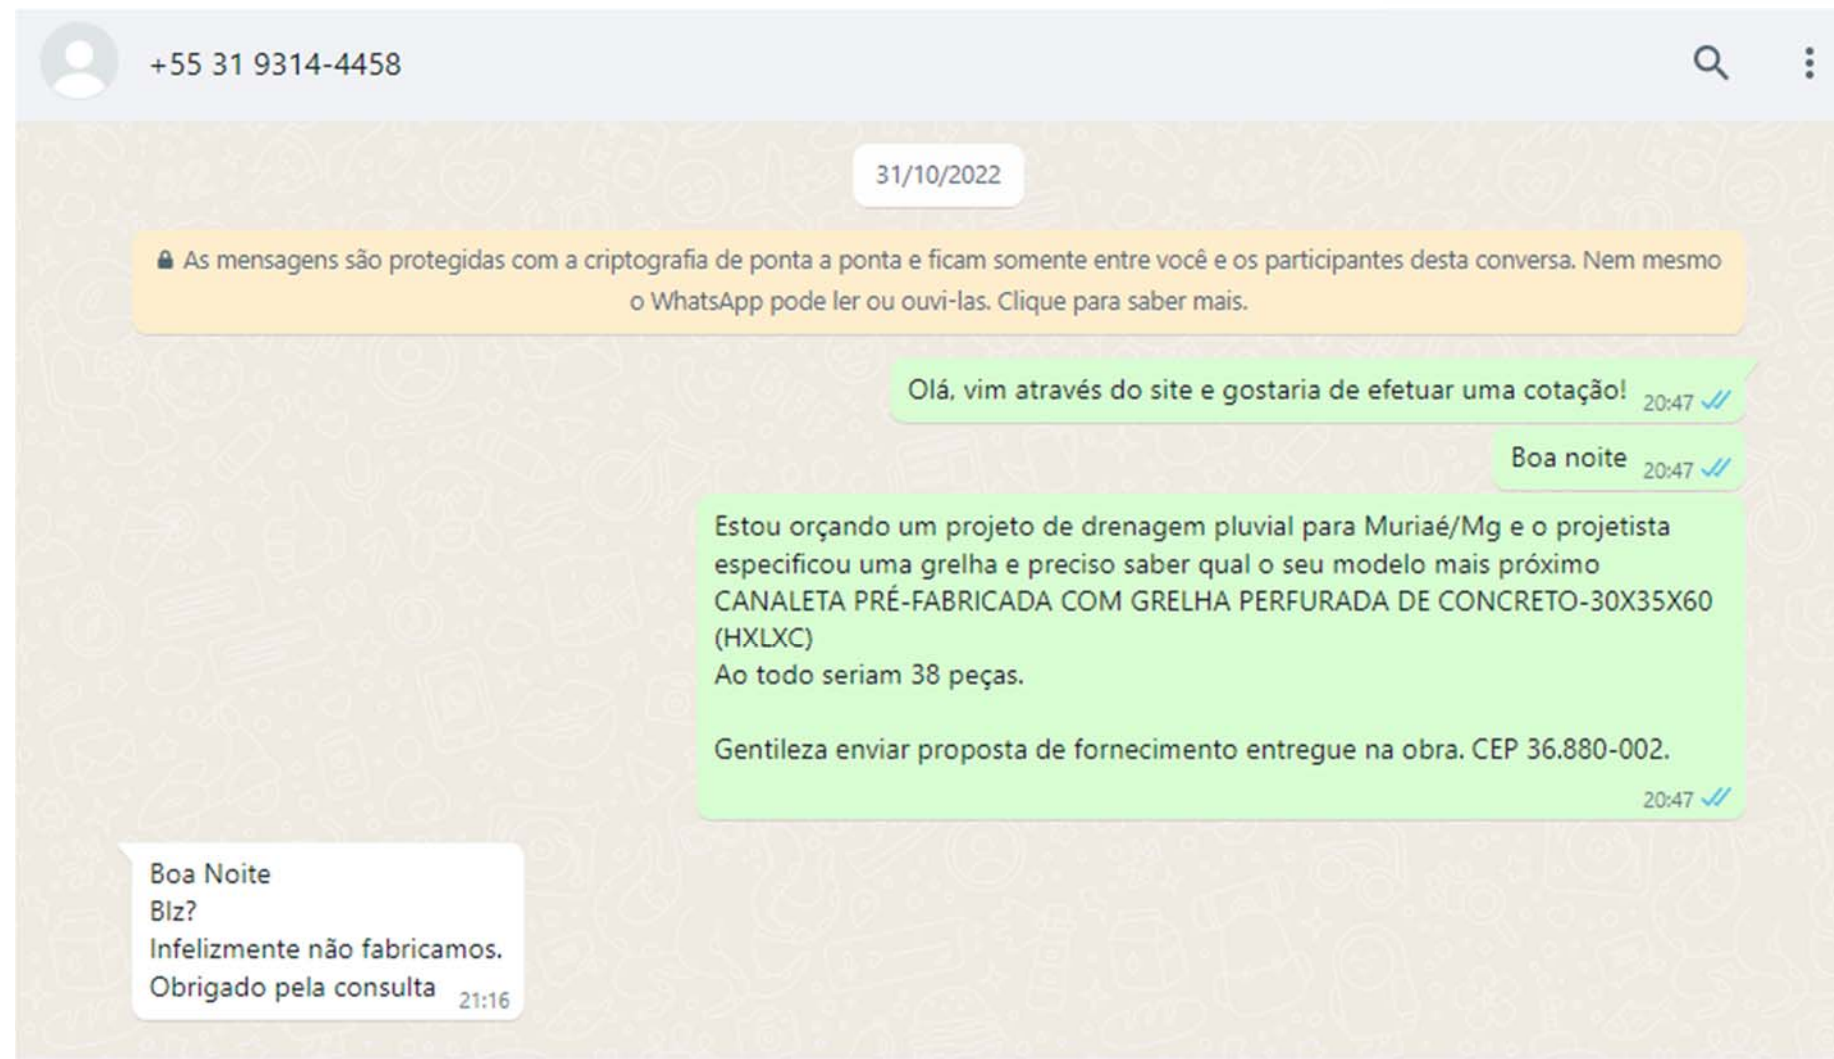 +55 31 9314-4458
31/10/2022
As mensagens são protegidas com a criptografia de ponta a ponta e ficam somente entre você e os participantes desta conversa. Nem mesmo
o WhatsApp pode ler ou ouvi-las. Clique para saber mais.
Olá, vim através do site e gostaria de efetuar uma cotação! 20:47
Boa noite 20:47
Estou orçando um projeto de drenagem pluvial para Muriaé/Mg e o projetista
especificou uma grelha e preciso saber qual o seu modelo mais próximo
CANALETA PRÉ-FABRICADA COM GRELHA PERFURADA DE CONCRETO-30X35X60
(HXLXC)
Ao todo seriam 38 peças.
Gentileza enviar proposta de fornecimento entregue na obra. CEP 36.880-002.
20:47
Boa Noite
Blz?
Infelizmente não fabricamos.
Obrigado pela consulta 21:16